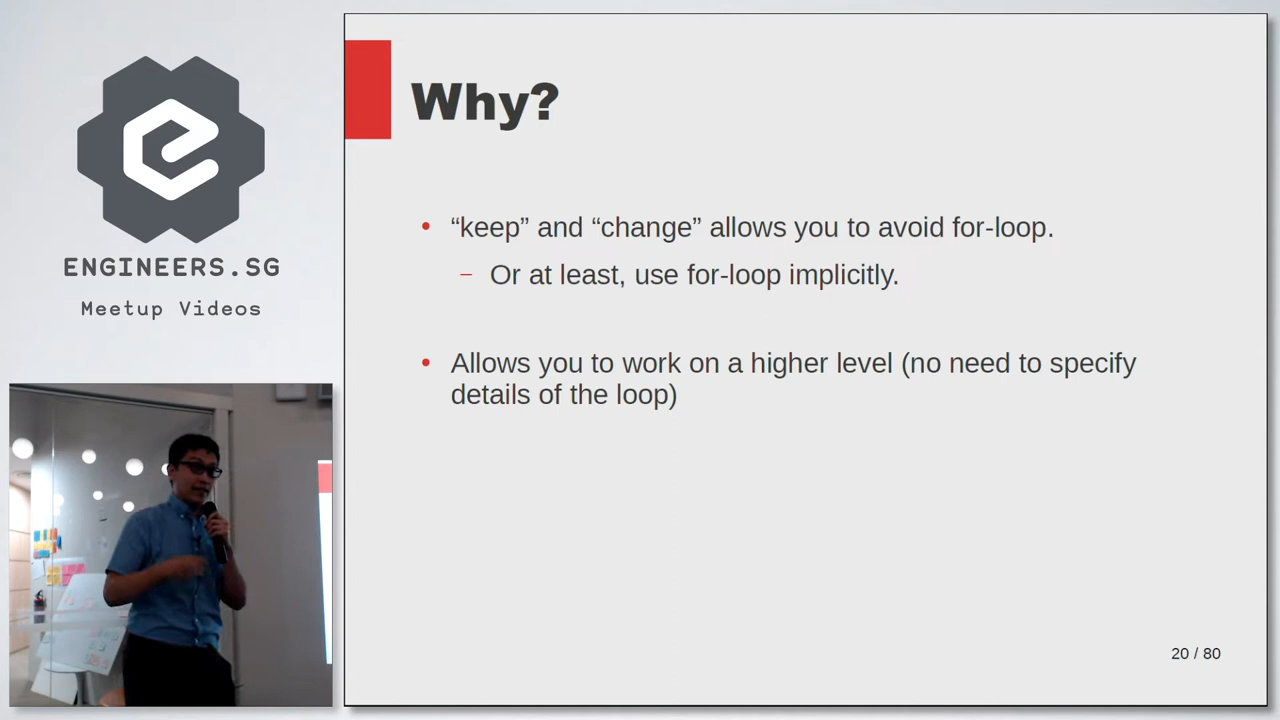 ENGINEERS.SG
Meetup Videos
Why?
“keep” and “change” allows you to avoid for-loop.
Or at least, use for-loop implicitly.
Allows you to work on a higher level (no need to specify
details of the loop)
20 / 80